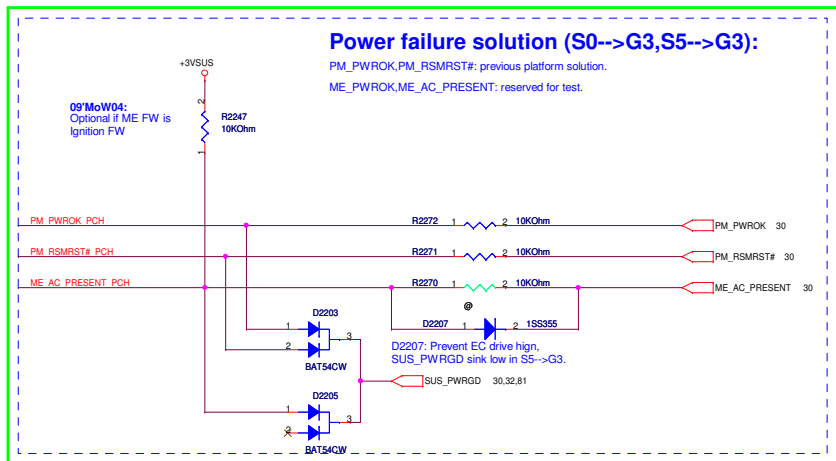 Power failure solution (S0-->G3,S5-->G3):
PM_PWROK,PM_RSMRST#: previous platform solution.
ME_PWROK,ME_AC_PRESENT: reserved for test.
+3VSUS
09'MoW04:
Optional if ME FW is
Ignition FW
2
R2247
10KOhm
1
PM_PWROK_PCH
R2272 1 2 10KOhm
PM_PWROK 30
PM_RSMRST#_PCH
R2271 1 2 10KOhm
PM_RSMRST# 30
ME_AC_PRESENT_PCH
R2270 1 2 10KOhm
ME_AC_PRESENT 30
@
D2203
1
2
3
BAT54CW
D2207 1 2 1SS355
D2207: Prevent EC drive hign,
SUS_PWRGD sink low in S5-->G3.
SUS_PWRGD 30,32,81
D2205
1
2
3
BAT54CW